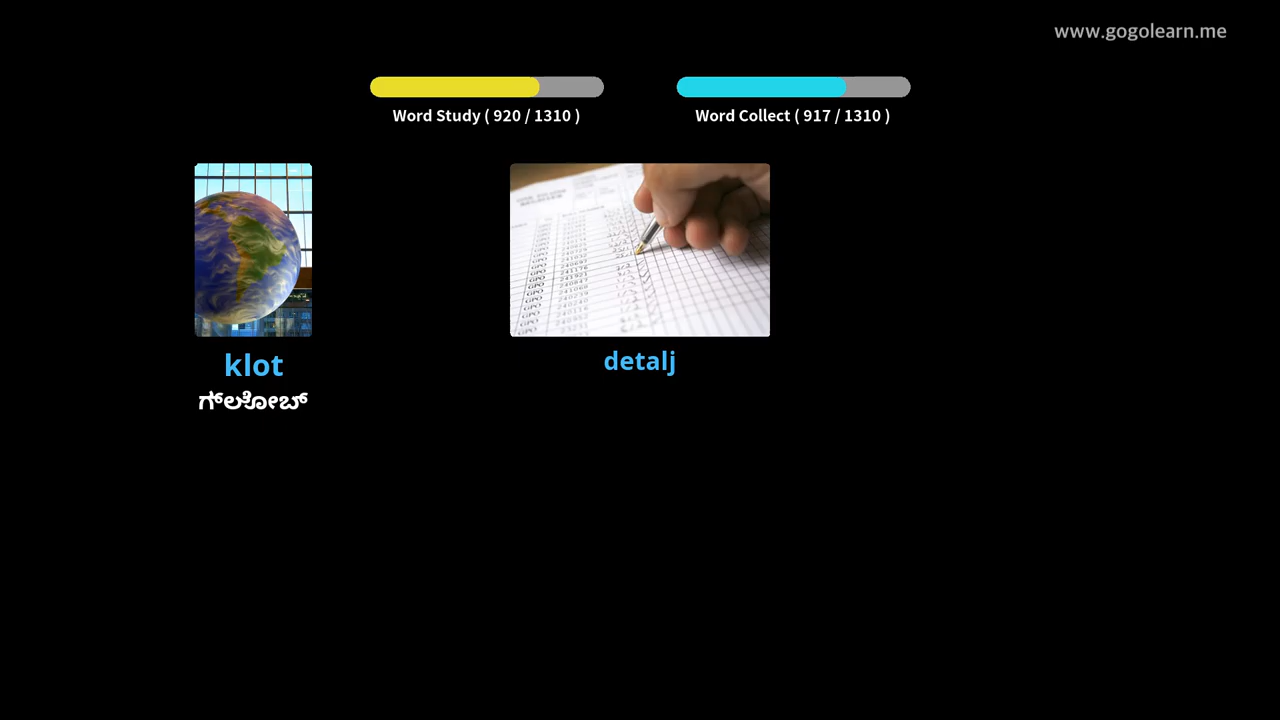 www.gogolearn.me
Word Study ( 920 / 1310 )
Word Collect ( 917 / 1310 )
klot
ಗ್ಲೋಬ್
detalj